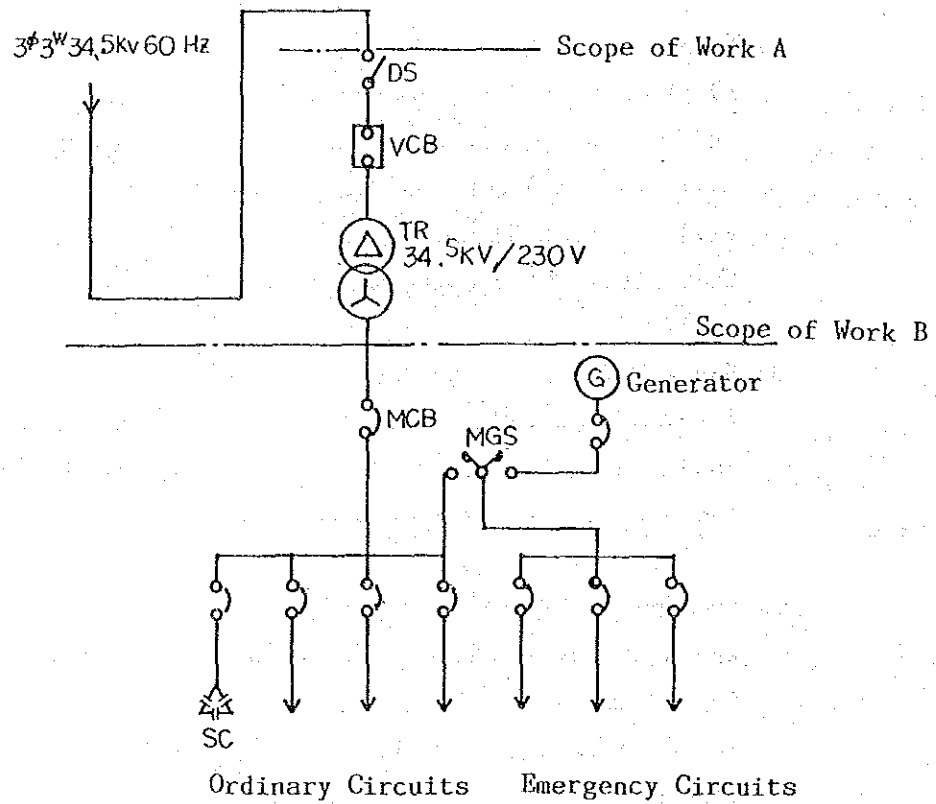 3φ3W 34.5kv 60 Hz
Scope of Work A
DS
VCB
TR
34.5KV/230V
Scope of Work B
G Generator
MCB
MGS
SC
Ordinary Circuits
Emergency Circuits